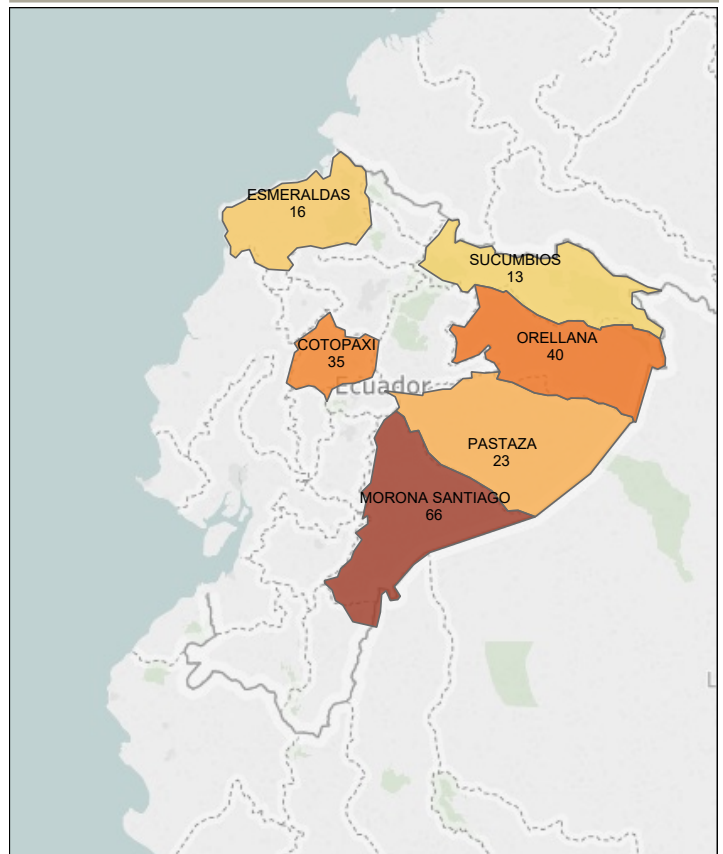 ESMERALDAS
16
SUCUMBIOS
13
COTOPAXI
35
ORELLANA
40
Ecuador
PASTAZA
23
MORONA SANTIAGO
66
L